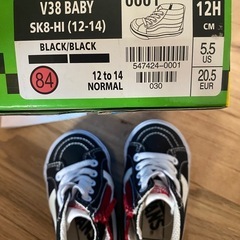 V38 BABY
SK8-HI (12-14)
0001
12H
CM
BLACK/BLACK
547424-0001
5.5
US
84
12 to 14
NORMAL
030
20.5
EUR